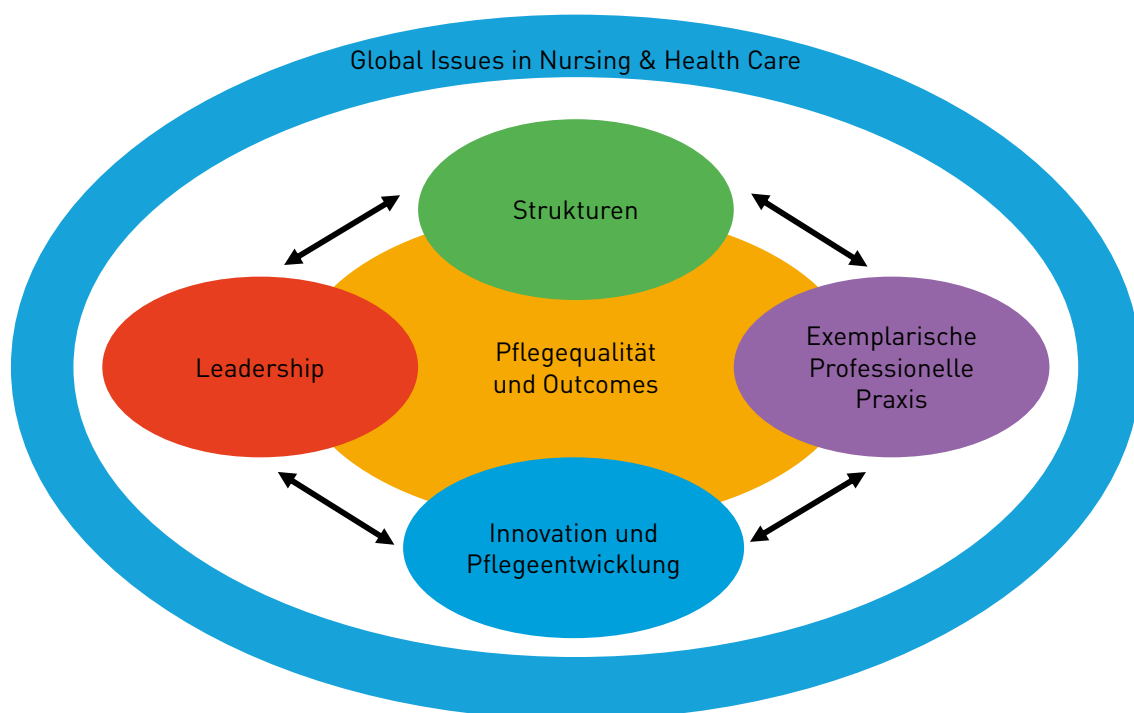 Global Issues in Nursing & Health Care
Strukturen
Leadership
Pflegequalität
und Outcomes
Exemplarische
Professionelle
Praxis
Innovation und
Pflegeentwicklung